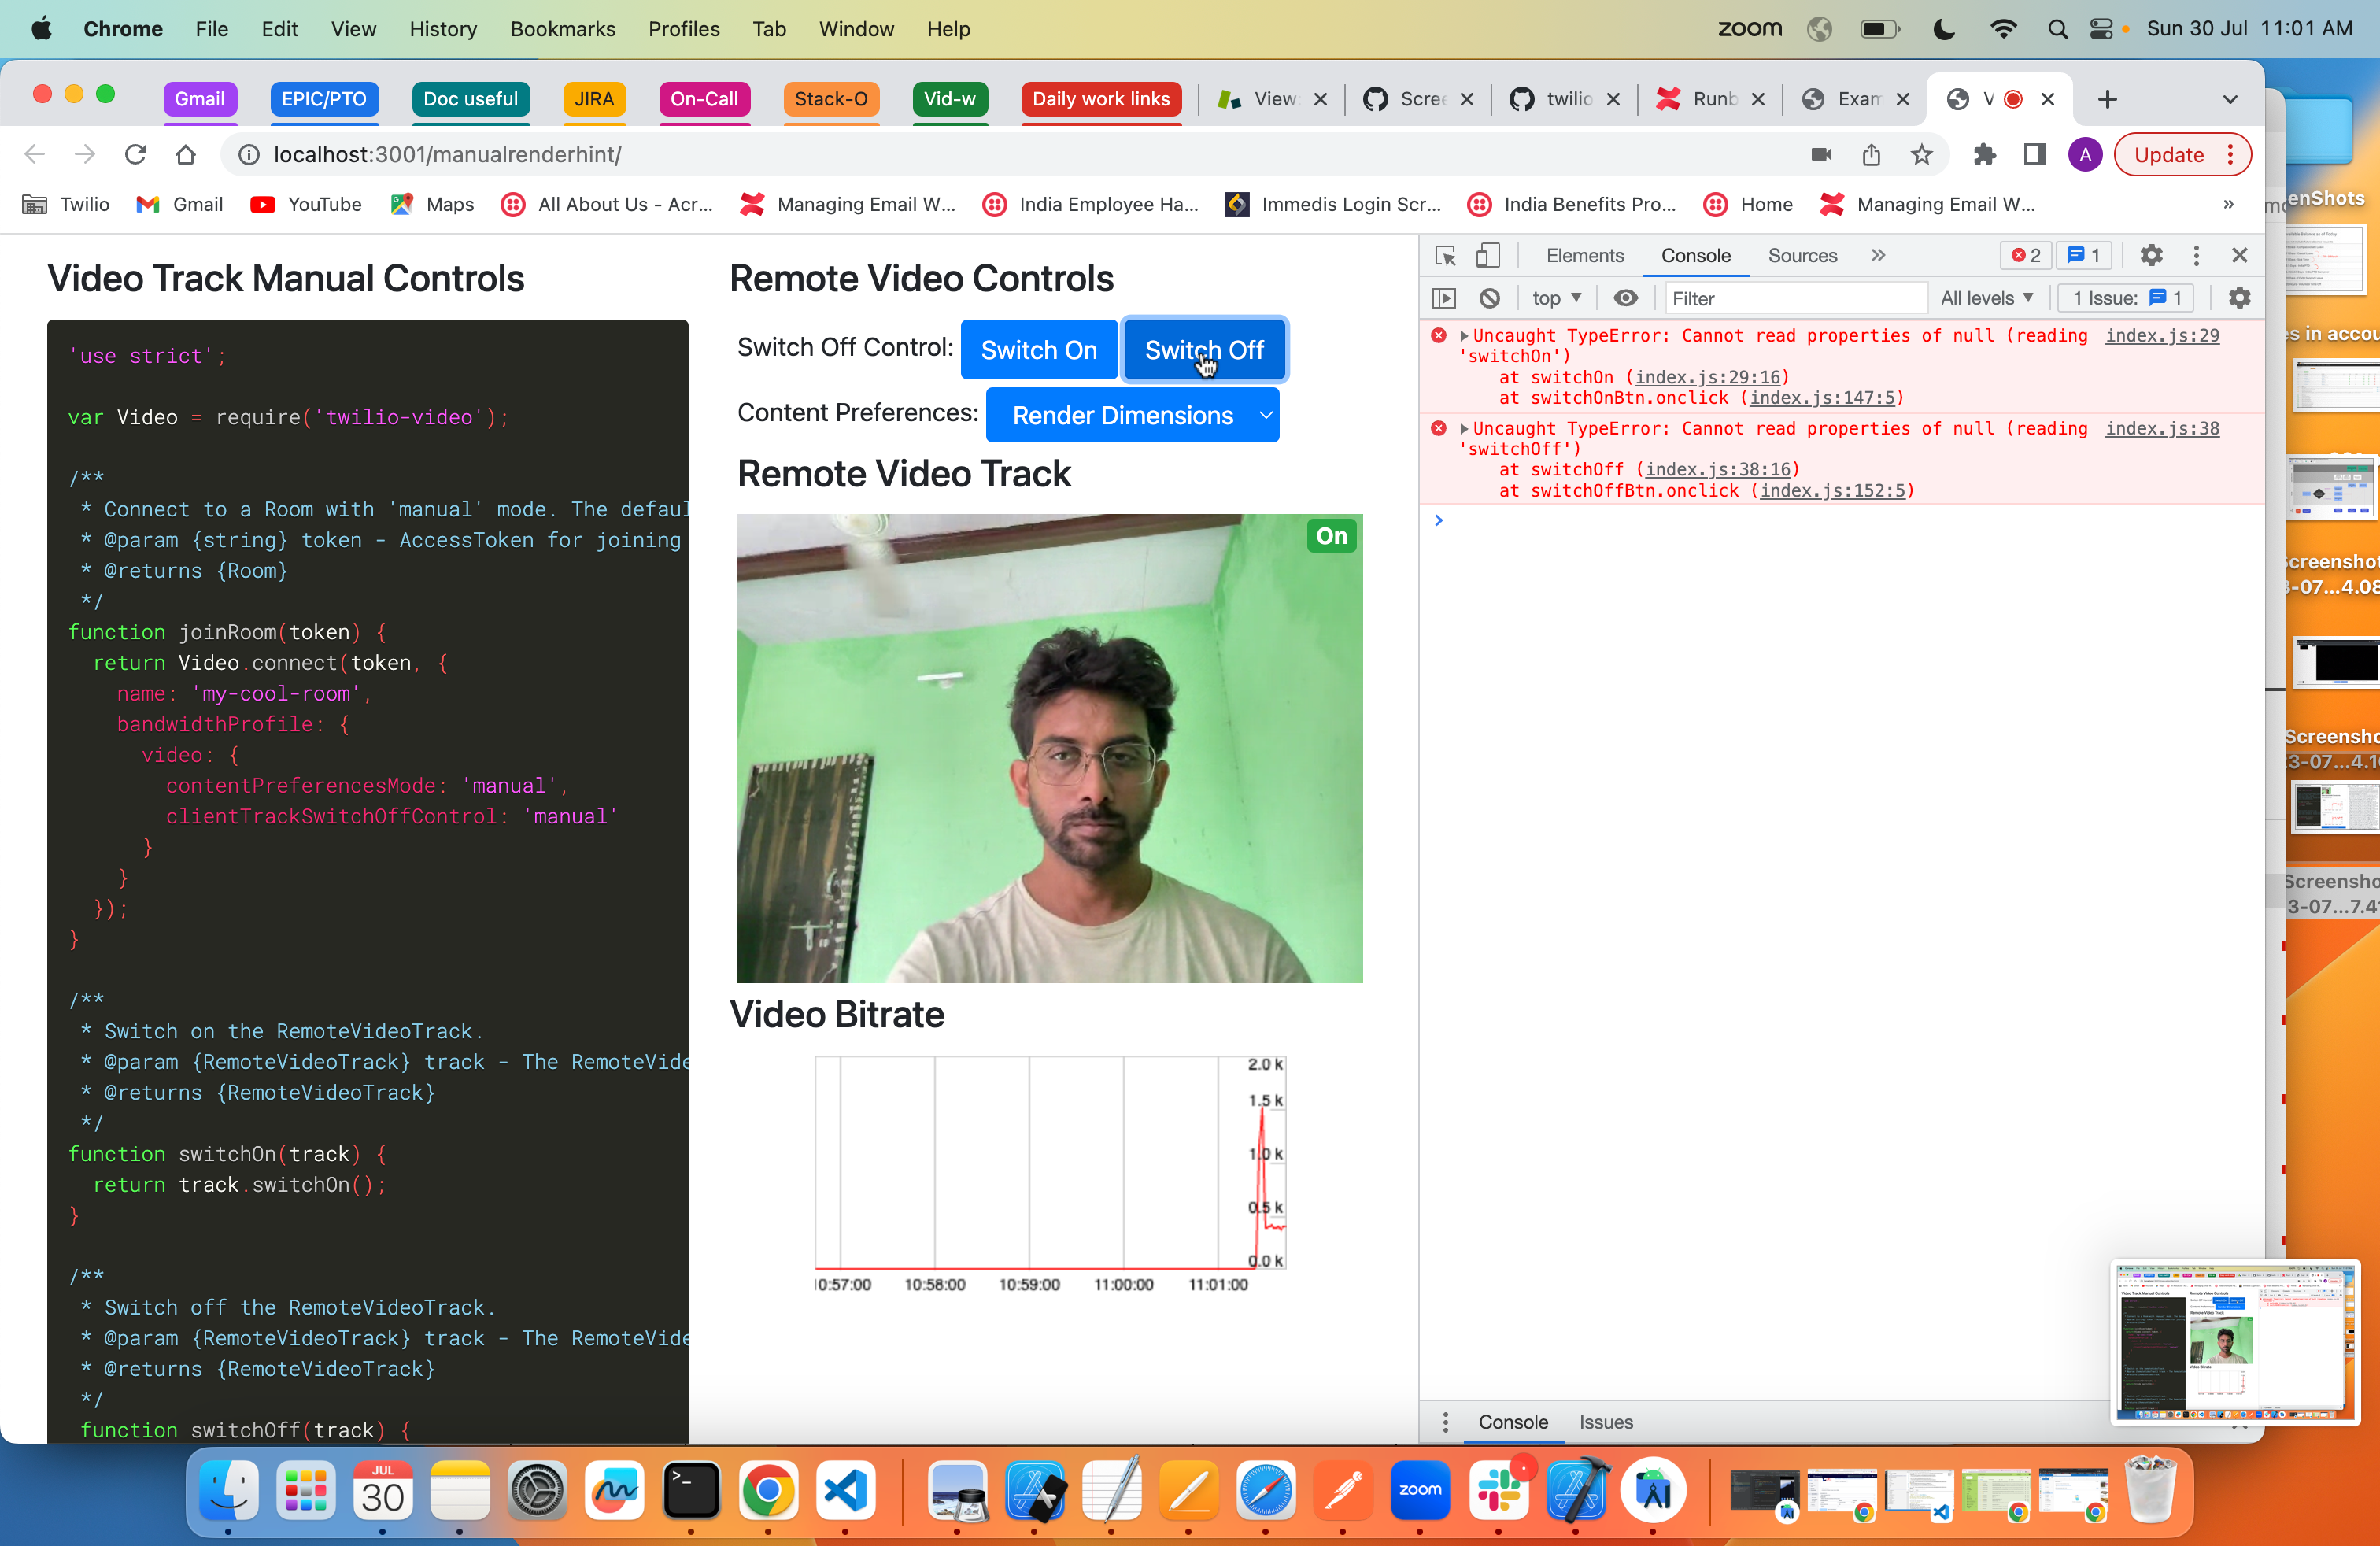 Chrome File Edit View History Bookmarks Profiles Tab Window Help
zoom Sun 30 Jul 11:01 AM
Gmail EPIC/PTO Doc useful JIRA On-Call Stack-O Vid-w Daily work links View: Scree twilio Runb Exam V
localhost:3001/manualrenderhint/
A Update
Twilio Gmail YouTube Maps All About Us - Acr... Managing Email W... India Employee Ha... Immedis Login Scr... India Benefits Pro... Home Managing Email W... »
Video Track Manual Controls
'use strict';
var Video = require('twilio-video');
/**
* Connect to a Room with 'manual' mode. The defaul
* @param {string} token - AccessToken for joining
* @returns {Room}
*/
function joinRoom(token) {
return Video.connect(token, {
name: 'my-cool-room',
bandwidthProfile: {
video: {
contentPreferencesMode: 'manual',
clientTrackSwitchOffControl: 'manual'
}
}
});
}
/**
* Switch on the RemoteVideoTrack.
* @param {RemoteVideoTrack} track - The RemoteVide
* @returns {RemoteVideoTrack}
*/
function switchOn(track) {
return track.switchOn();
}
/**
* Switch off the RemoteVideoTrack.
* @param {RemoteVideoTrack} track - The RemoteVide
* @returns {RemoteVideoTrack}
*/
function switchOff(track) {
Remote Video Controls
Switch Off Control: Switch On Switch Off
Content Preferences: Render Dimensions
Remote Video Track
On
Video Bitrate
2.0 k
1.5 k
1.0 k
0.5 k
0.0 k
10:57:00 10:58:00 10:59:00 11:00:00 11:01:00
Elements Console Sources » 2 1
top Filter All levels 1 Issue: 1
Uncaught TypeError: Cannot read properties of null (reading index.js:29
'switchOn')
at switchOn (index.js:29:16)
at switchOnBtn.onclick (index.js:147:5)
Uncaught TypeError: Cannot read properties of null (reading index.js:38
'switchOff')
at switchOff (index.js:38:16)
at switchOffBtn.onclick (index.js:152:5)
Console Issues
enShots
s in accou
Screenshot
3-07...4.08
Screensho
3-07...4.1
Screensho
3-07...7.4
JUL
30
zoom